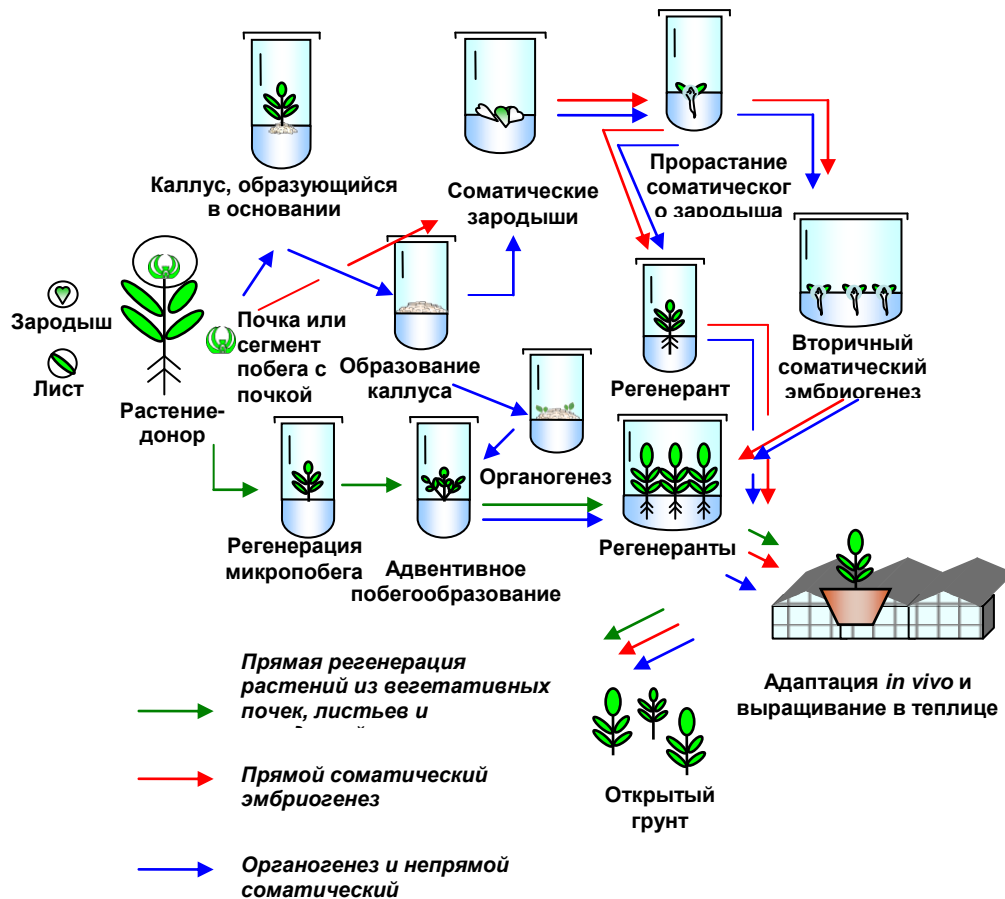 Каллус, образующийся
в основании
Соматические
зародыши
Прорастание
соматическог
о зародыша
Зародыш
Лист
Растение-
донор
Почка или
сегмент
побега с
почкой
Образование
каллуса
Регенерант
Вторичный
соматический
эмбриогенез
Органогенез
Регенерация
микропобега
Адвентивное
побегообразование
Регенеранты
Адаптация in vivo и
выращивание в теплице
Открытый
грунт
Прямая регенерация
растений из вегетативных
почек, листьев и
Прямой соматический
эмбриогенез
Органогенез и непрямой
соматический